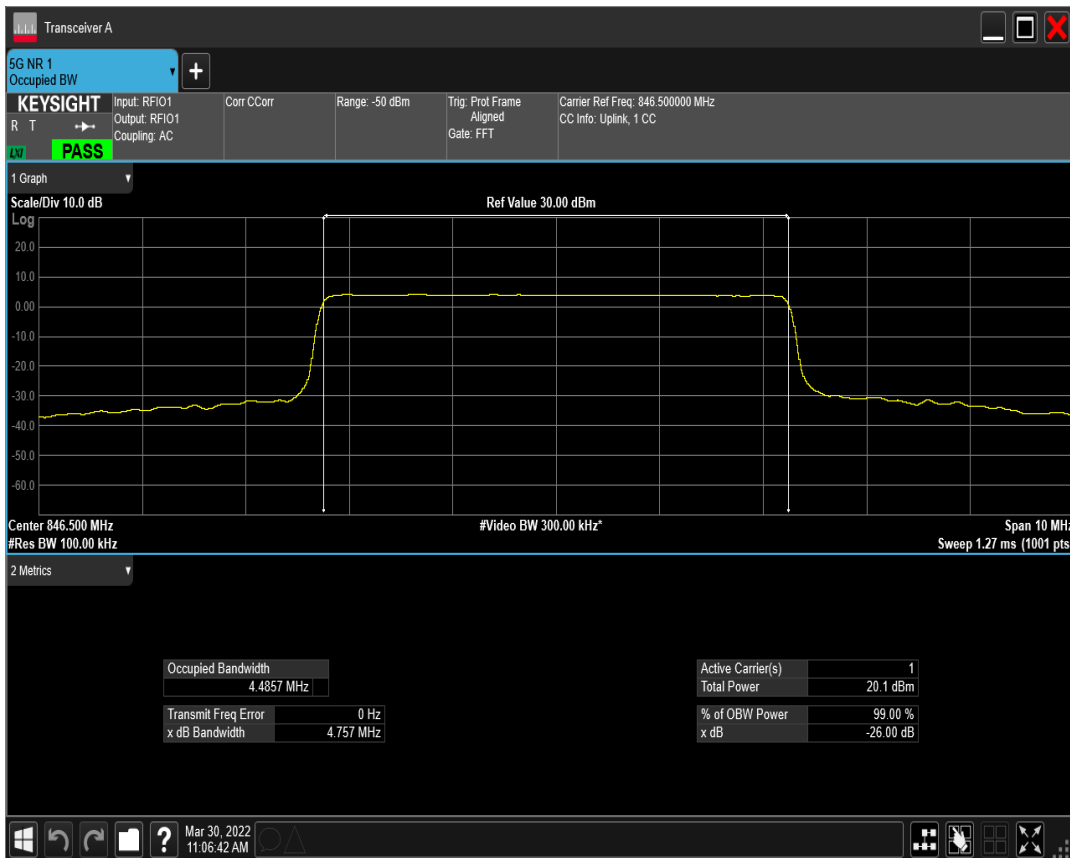 Transceiver A
5G NR 1
Occupied BW
KEYSIGHT
R T
LXI
PASS
Input: RFIO1
Output: RFIO1
Coupling: AC
Corr CCorr
Range: -50 dBm
Trig: Prot Frame
Aligned
Gate: FFT
Carrier Ref Freq: 846.500000 MHz
CC Info: Uplink, 1 CC
1 Graph
Scale/Div 10.0 dB
Ref Value 30.00 dBm
Log
20.0
10.0
0.00
-10.0
-20.0
-30.0
-40.0
-50.0
-60.0
Center 846.500 MHz
#Video BW 300.00 kHz*
Span 10 MHz
#Res BW 100.00 kHz
Sweep 1.27 ms (1001 pts
2 Metrics
Occupied Bandwidth
4.4857 MHz
Transmit Freq Error 0 Hz
x dB Bandwidth 4.757 MHz
Active Carrier(s) 1
Total Power 20.1 dBm
% of OBW Power 99.00 %
x dB -26.00 dB
?
Mar 30, 2022
11:06:42 AM